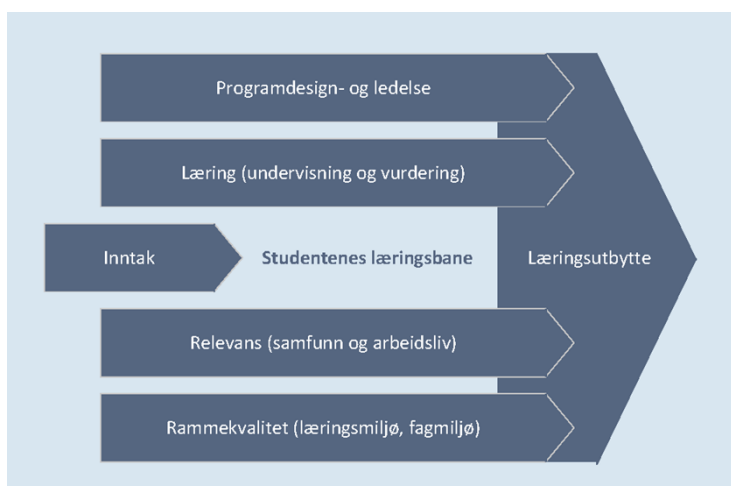 Programdesign- og ledelse
Læring (undervisning og vurdering)
Inntak
Studentenes læringsbane
Læringsutbytte
Relevans (samfunn og arbeidsliv)
Rammekvalitet (læringsmiljø, fagmiljø)